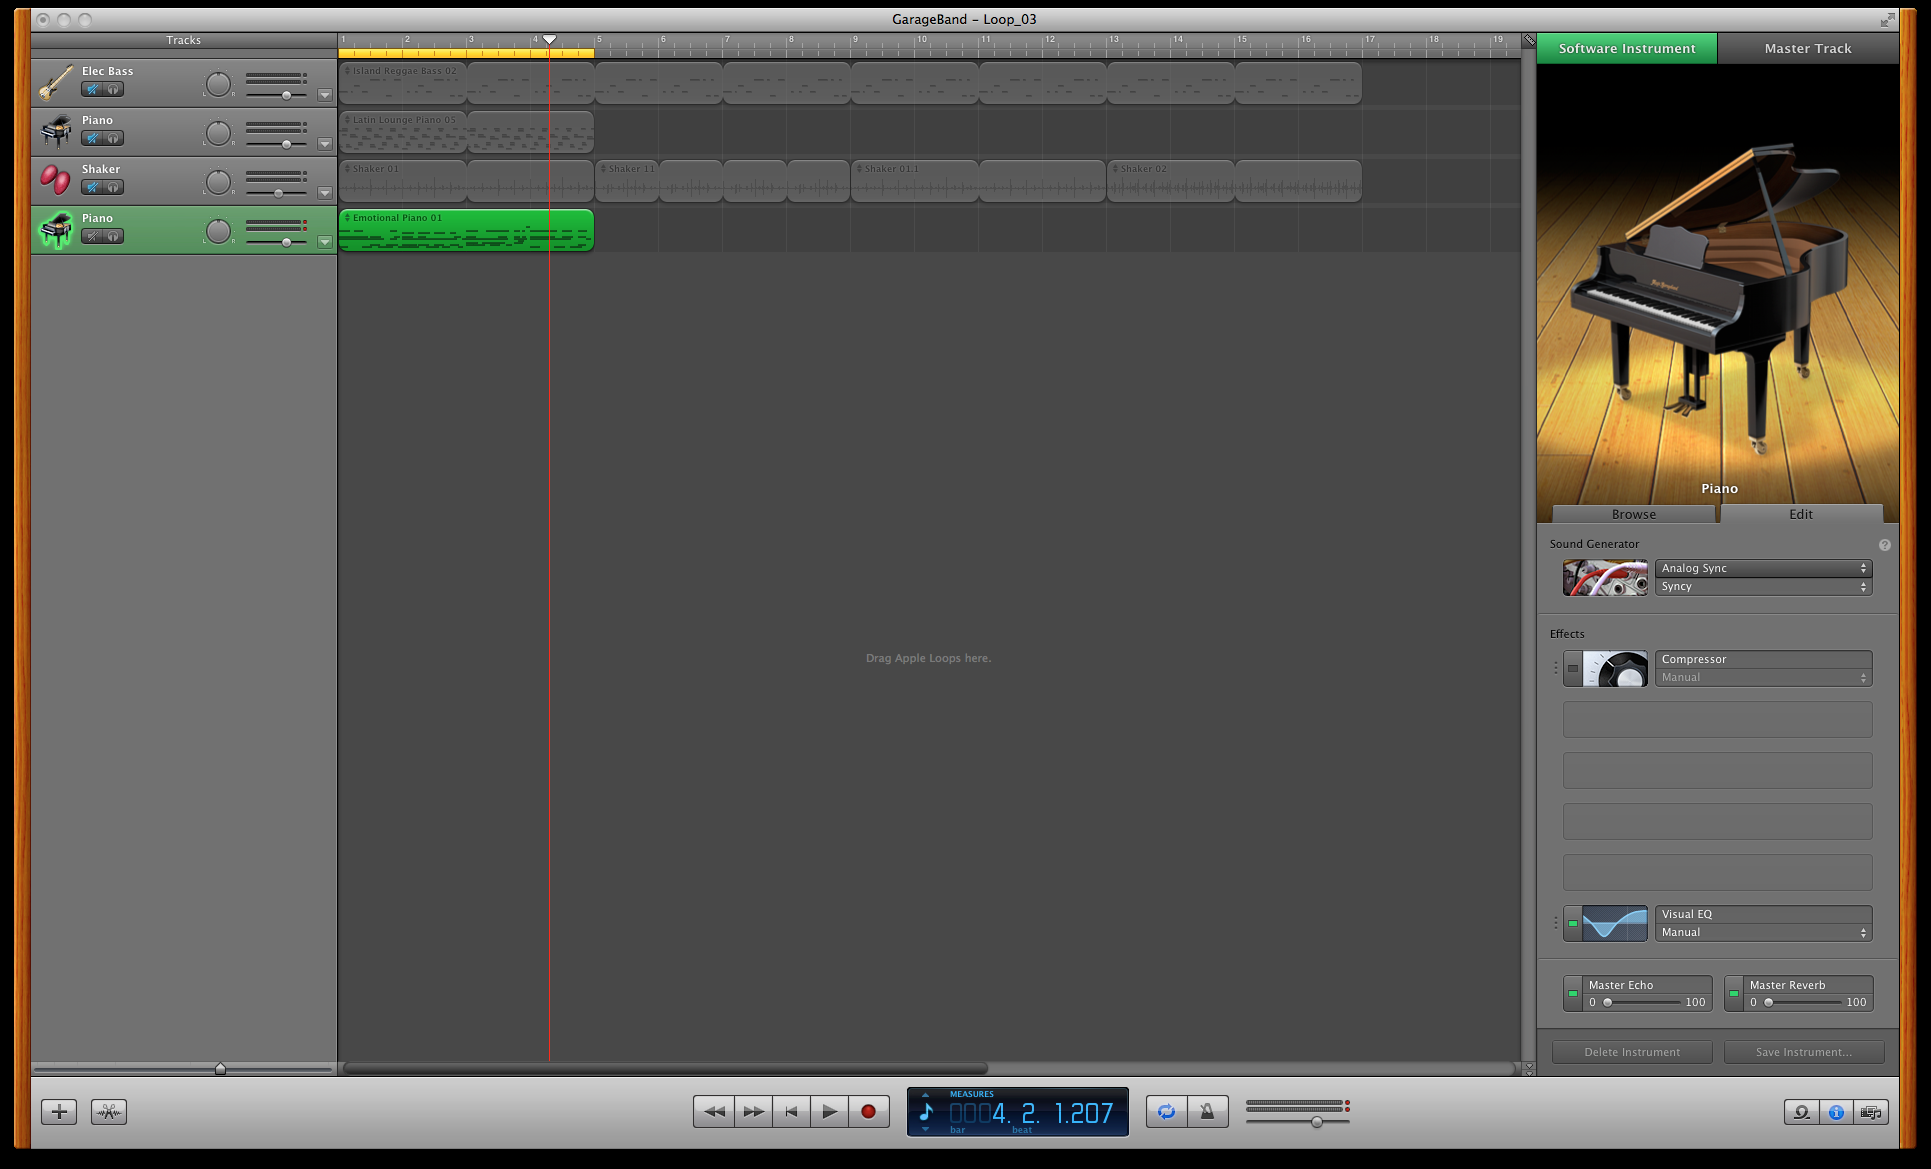 GarageBand - Loop_03
Tracks
1 2 3 4 5 6 7 8 9 10 11 12 13 14 15 16 17 18 19
Software Instrument
Master Track
Elec Bass
L R
Island Reggae Bass 02
Piano
L R
Latin Lounge Piano 05
Shaker
L R
Shaker 01
Shaker 11
Shaker 01.1
Shaker 02
Piano
L R
Emotional Piano 01
Piano
Browse
Edit
Sound Generator
?
Analog Sync
Syncy
Effects
Compressor
Manual
Drag Apple Loops here.
Visual EQ
Manual
Master Echo
0 100
Master Reverb
0 100
Delete Instrument
Save Instrument...
MEASURES
0004. 2. 1.207
bar beat